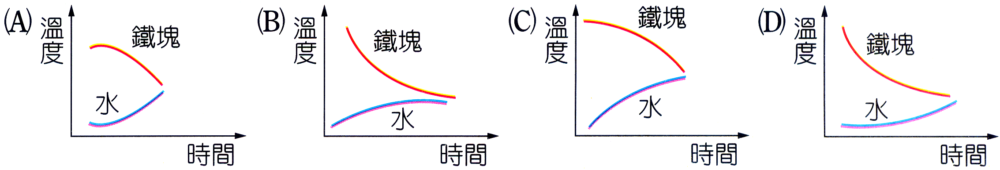 (A) 溫度 鐵塊 水 時間
(B) 溫度 鐵塊 水 時間
(C) 溫度 鐵塊 水 時間
(D) 溫度 鐵塊 水 時間